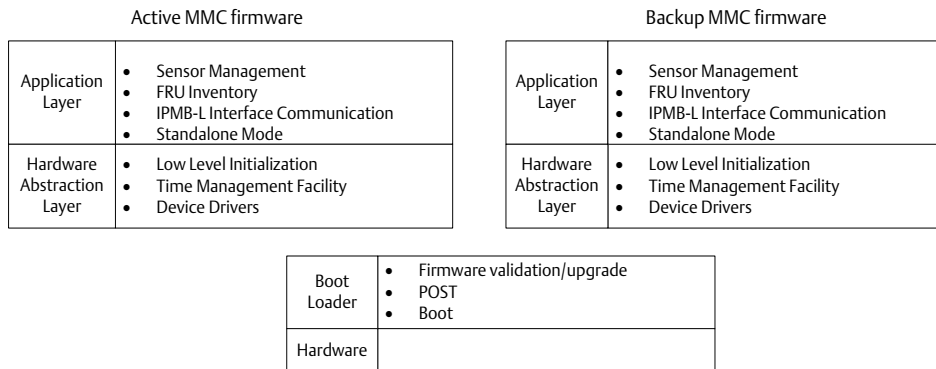 Active MMC firmware
Application
Layer
• Sensor Management
• FRU Inventory
• IPMB-L Interface Communication
• Standalone Mode
Hardware
Abstraction
Layer
• Low Level Initialization
• Time Management Facility
• Device Drivers
Backup MMC firmware
Application
Layer
• Sensor Management
• FRU Inventory
• IPMB-L Interface Communication
• Standalone Mode
Hardware
Abstraction
Layer
• Low Level Initialization
• Time Management Facility
• Device Drivers
Boot
Loader
• Firmware validation/upgrade
• POST
• Boot
Hardware